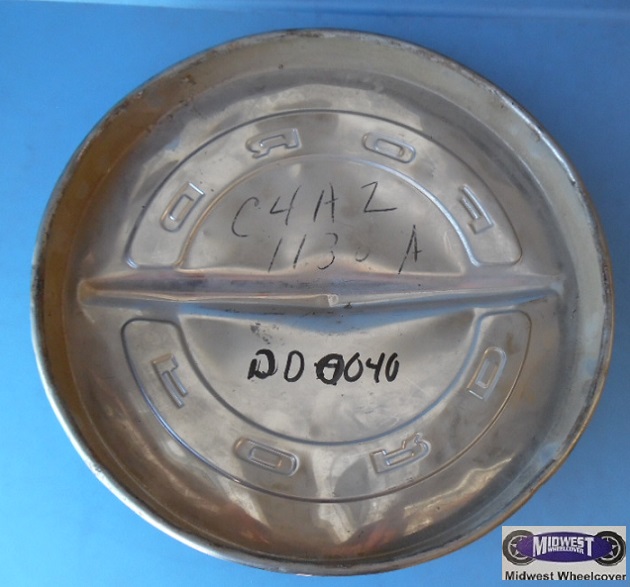 FORD
C4AZ
1130 A
DD0040
FORD
MIDWEST
WHEELCOVER
Midwest Wheelcover